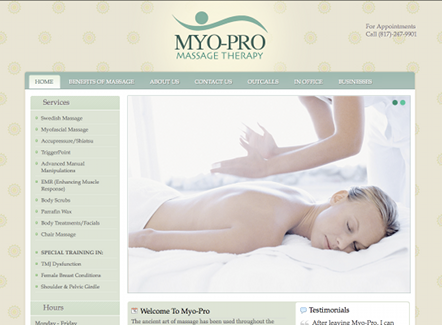 MYO-PRO
MASSAGE THERAPY
For Appointments
Call (817)-267-9901
HOME
BENEFITS OF MASSAGE
ABOUT US
CONTACT US
OUTCALLS
IN OFFICE
BUSINESSES
Services
Swedish Massage
Myofascial Massage
Accupressure/Shiatsu
TriggerPoint
Advanced Manual
Manipulations
EMR (Enhancing Muscle
Response)
Body Scrubs
Parrafin Wax
Body Treatments/Facials
Chair Massage
SPECIAL TRAINING IN:
TMJ Dysfunction
Female Breast Conditions
Shoulder & Pelvic Girdle
Hours
Monday - Friday
Welcome To Myo-Pro
The ancient art of massage has been used throughout the
Testimonials
After leaving Myo-Pro, I can